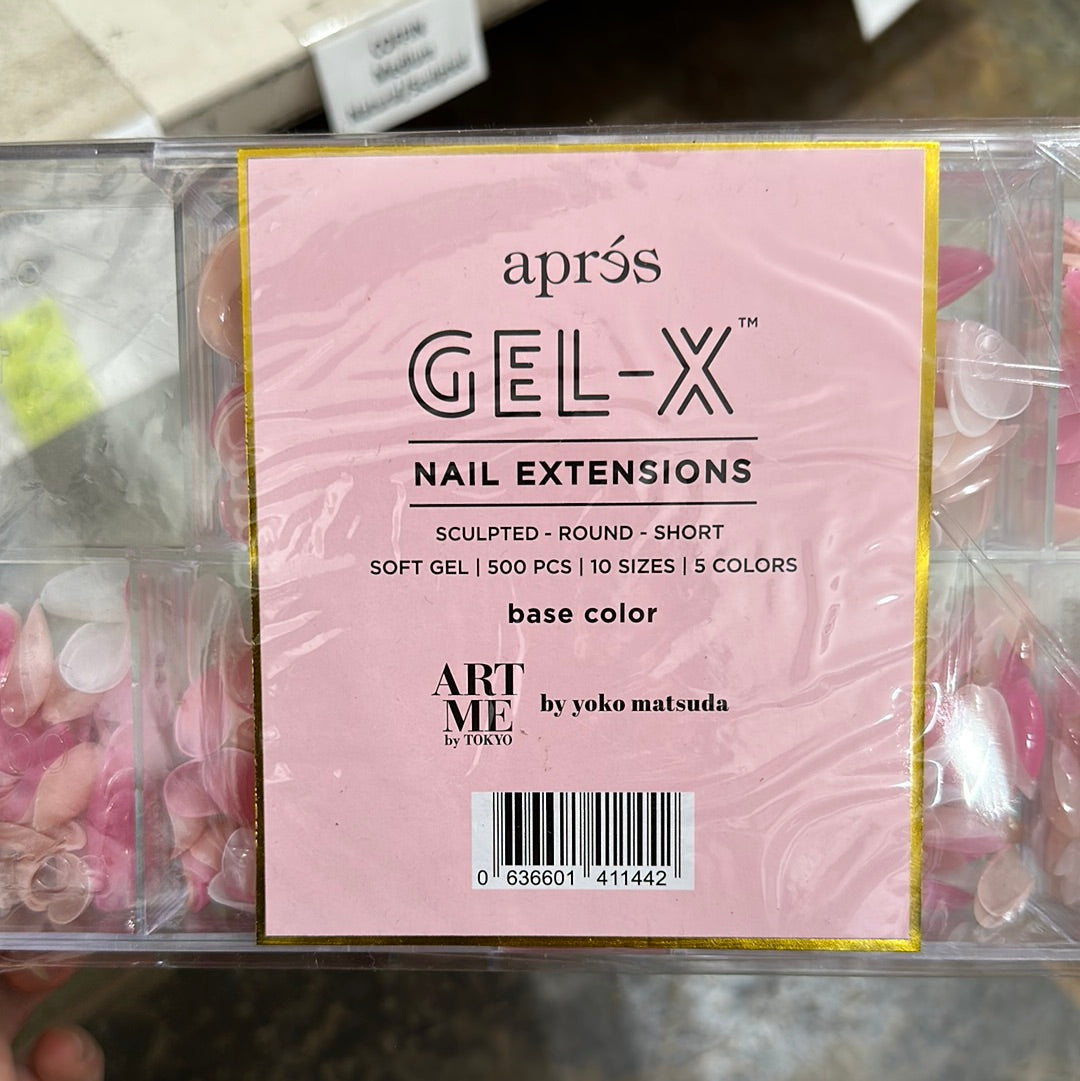 aprés
GEL-X™
NAIL EXTENSIONS
SCULPTED - ROUND - SHORT
SOFT GEL | 500 PCS | 10 SIZES | 5 COLORS
base color
ART
ME
by TOKYO
by yoko matsuda
0 636601 411442